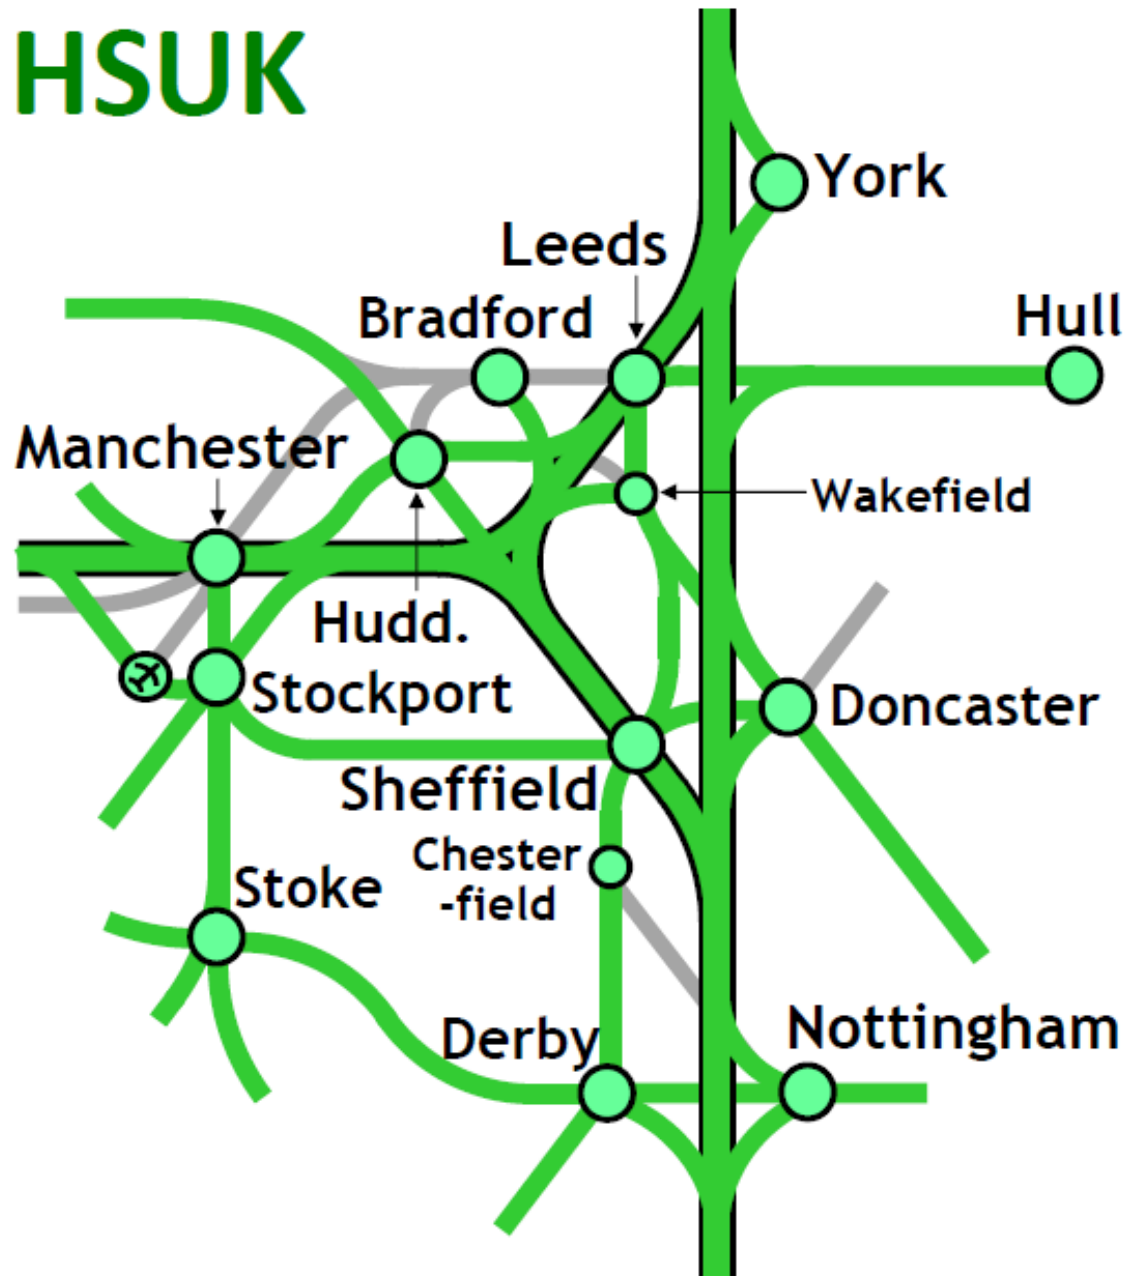 HSUK
York
Leeds
Bradford
Hull
Manchester
Wakefield
Hudd.
Stockport
Doncaster
Sheffield
Chester
-field
Stoke
Nottingham
Derby